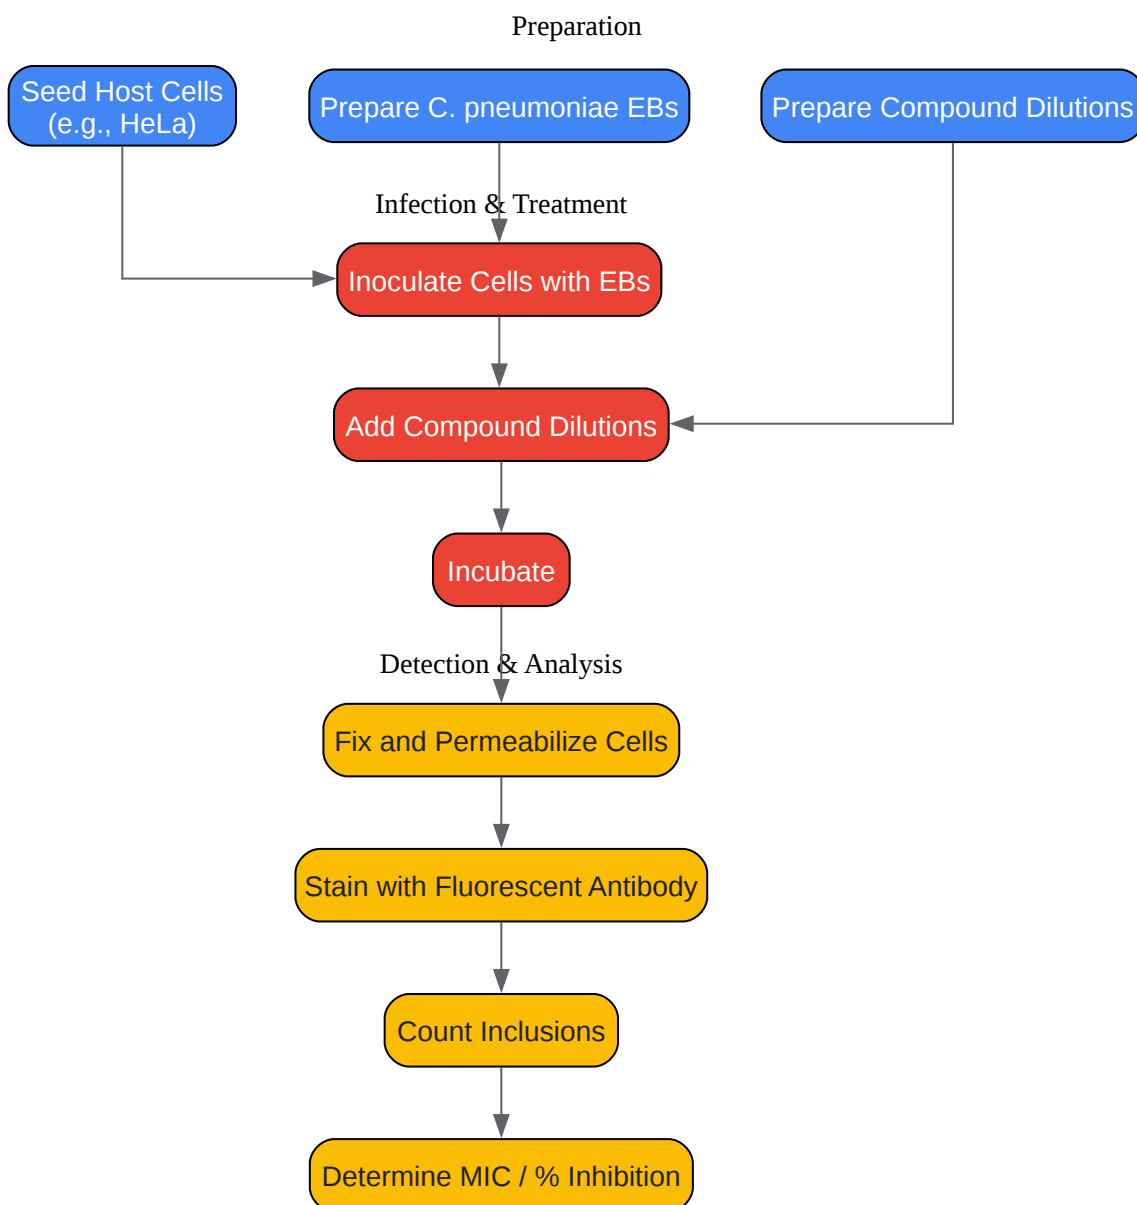 Preparation
Seed Host Cells
(e.g., HeLa)
Prepare C. pneumoniae EBs
Prepare Compound Dilutions
Infection & Treatment
Inoculate Cells with EBs
Add Compound Dilutions
Incubate
Detection & Analysis
Fix and Permeabilize Cells
Stain with Fluorescent Antibody
Count Inclusions
Determine MIC / % Inhibition